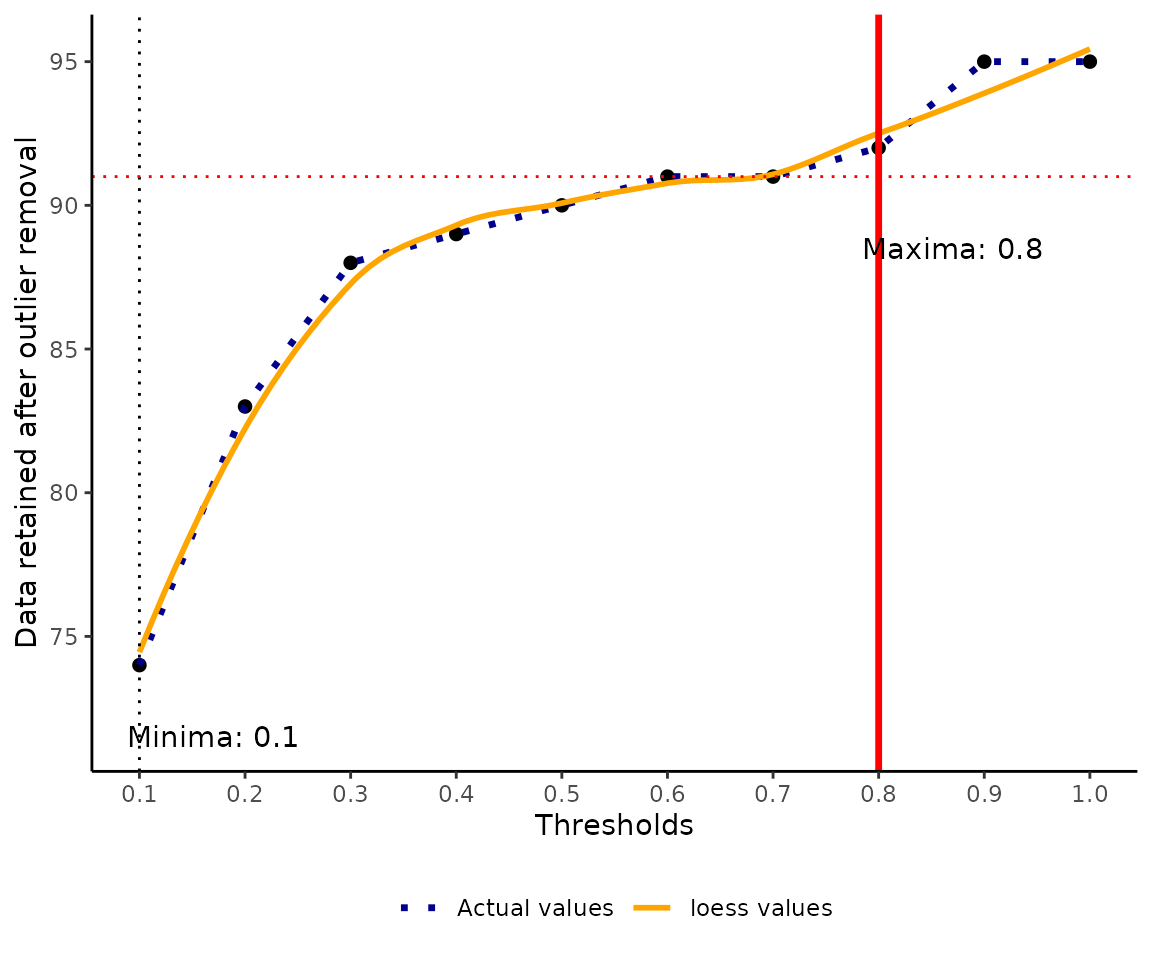 Data retained after outlier removal
95
90
85
80
75
Maxima: 0.8
Minima: 0.1
0.1 0.2 0.3 0.4 0.5 0.6 0.7 0.8 0.9 1.0
Thresholds
Actual values loess values